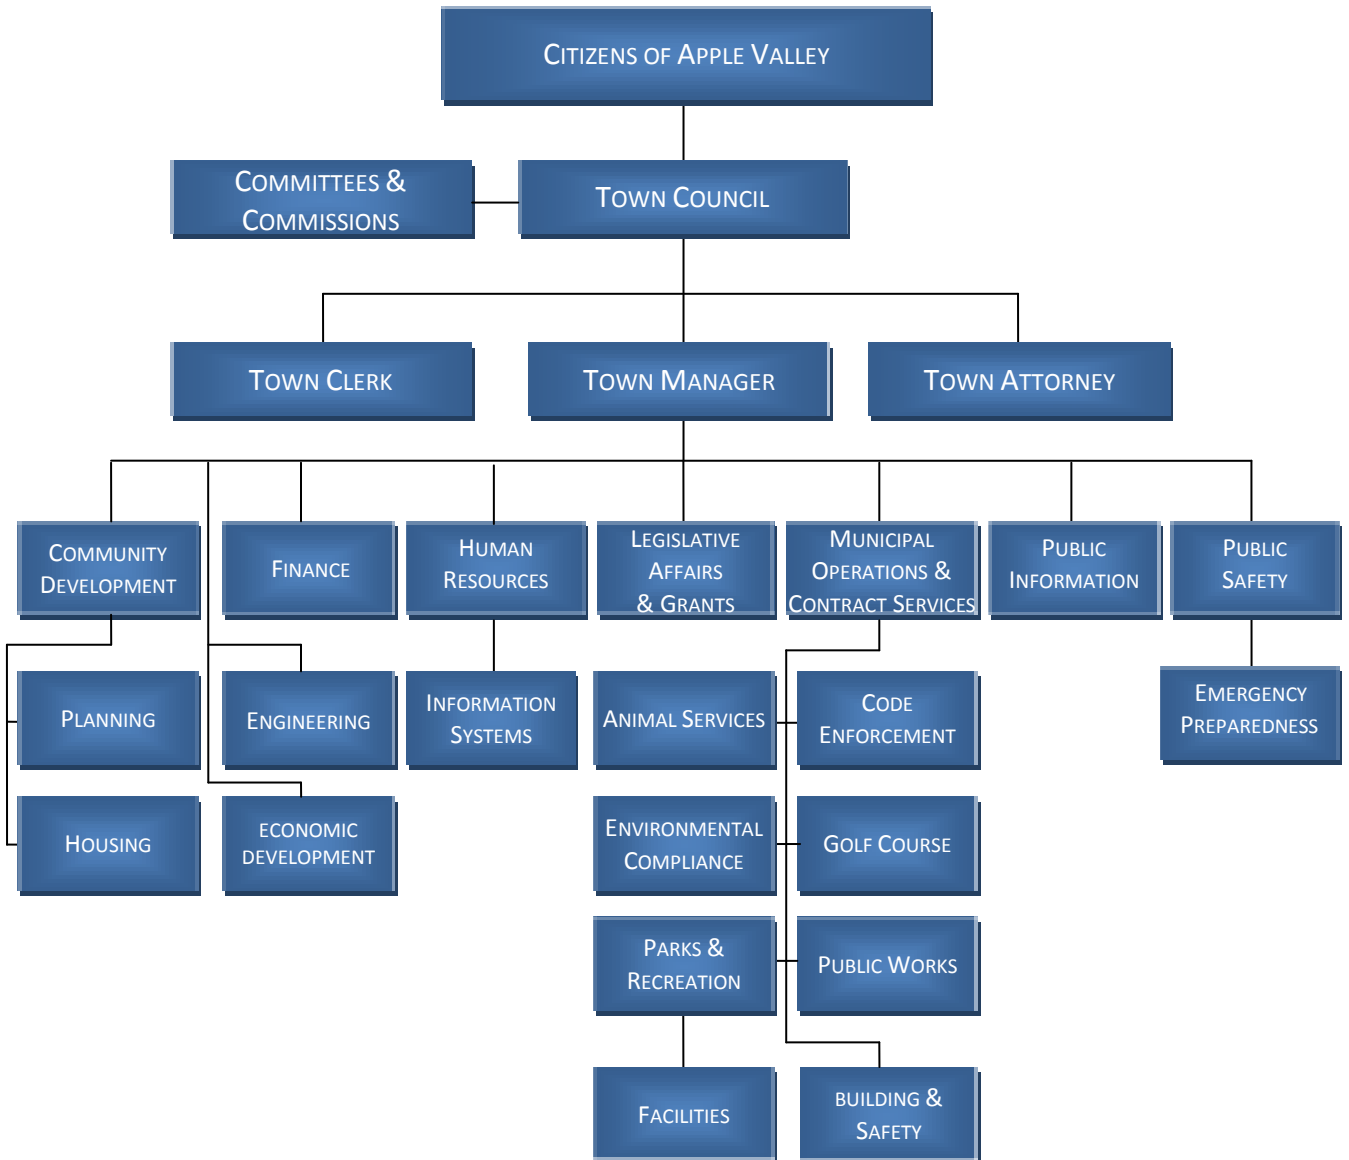 CITIZENS OF APPLE VALLEY
COMMITTEES &
COMMISSIONS
TOWN COUNCIL
TOWN CLERK
TOWN MANAGER
TOWN ATTORNEY
COMMUNITY
DEVELOPMENT
FINANCE
HUMAN
RESOURCES
LEGISLATIVE
AFFAIRS
& GRANTS
MUNICIPAL
OPERATIONS &
CONTRACT SERVICES
PUBLIC
INFORMATION
PUBLIC
SAFETY
PLANNING
ENGINEERING
INFORMATION
SYSTEMS
ANIMAL SERVICES
CODE
ENFORCEMENT
EMERGENCY
PREPAREDNESS
HOUSING
ECONOMIC
DEVELOPMENT
ENVIRONMENTAL
COMPLIANCE
GOLF COURSE
PARKS &
RECREATION
PUBLIC WORKS
FACILITIES
BUILDING &
SAFETY